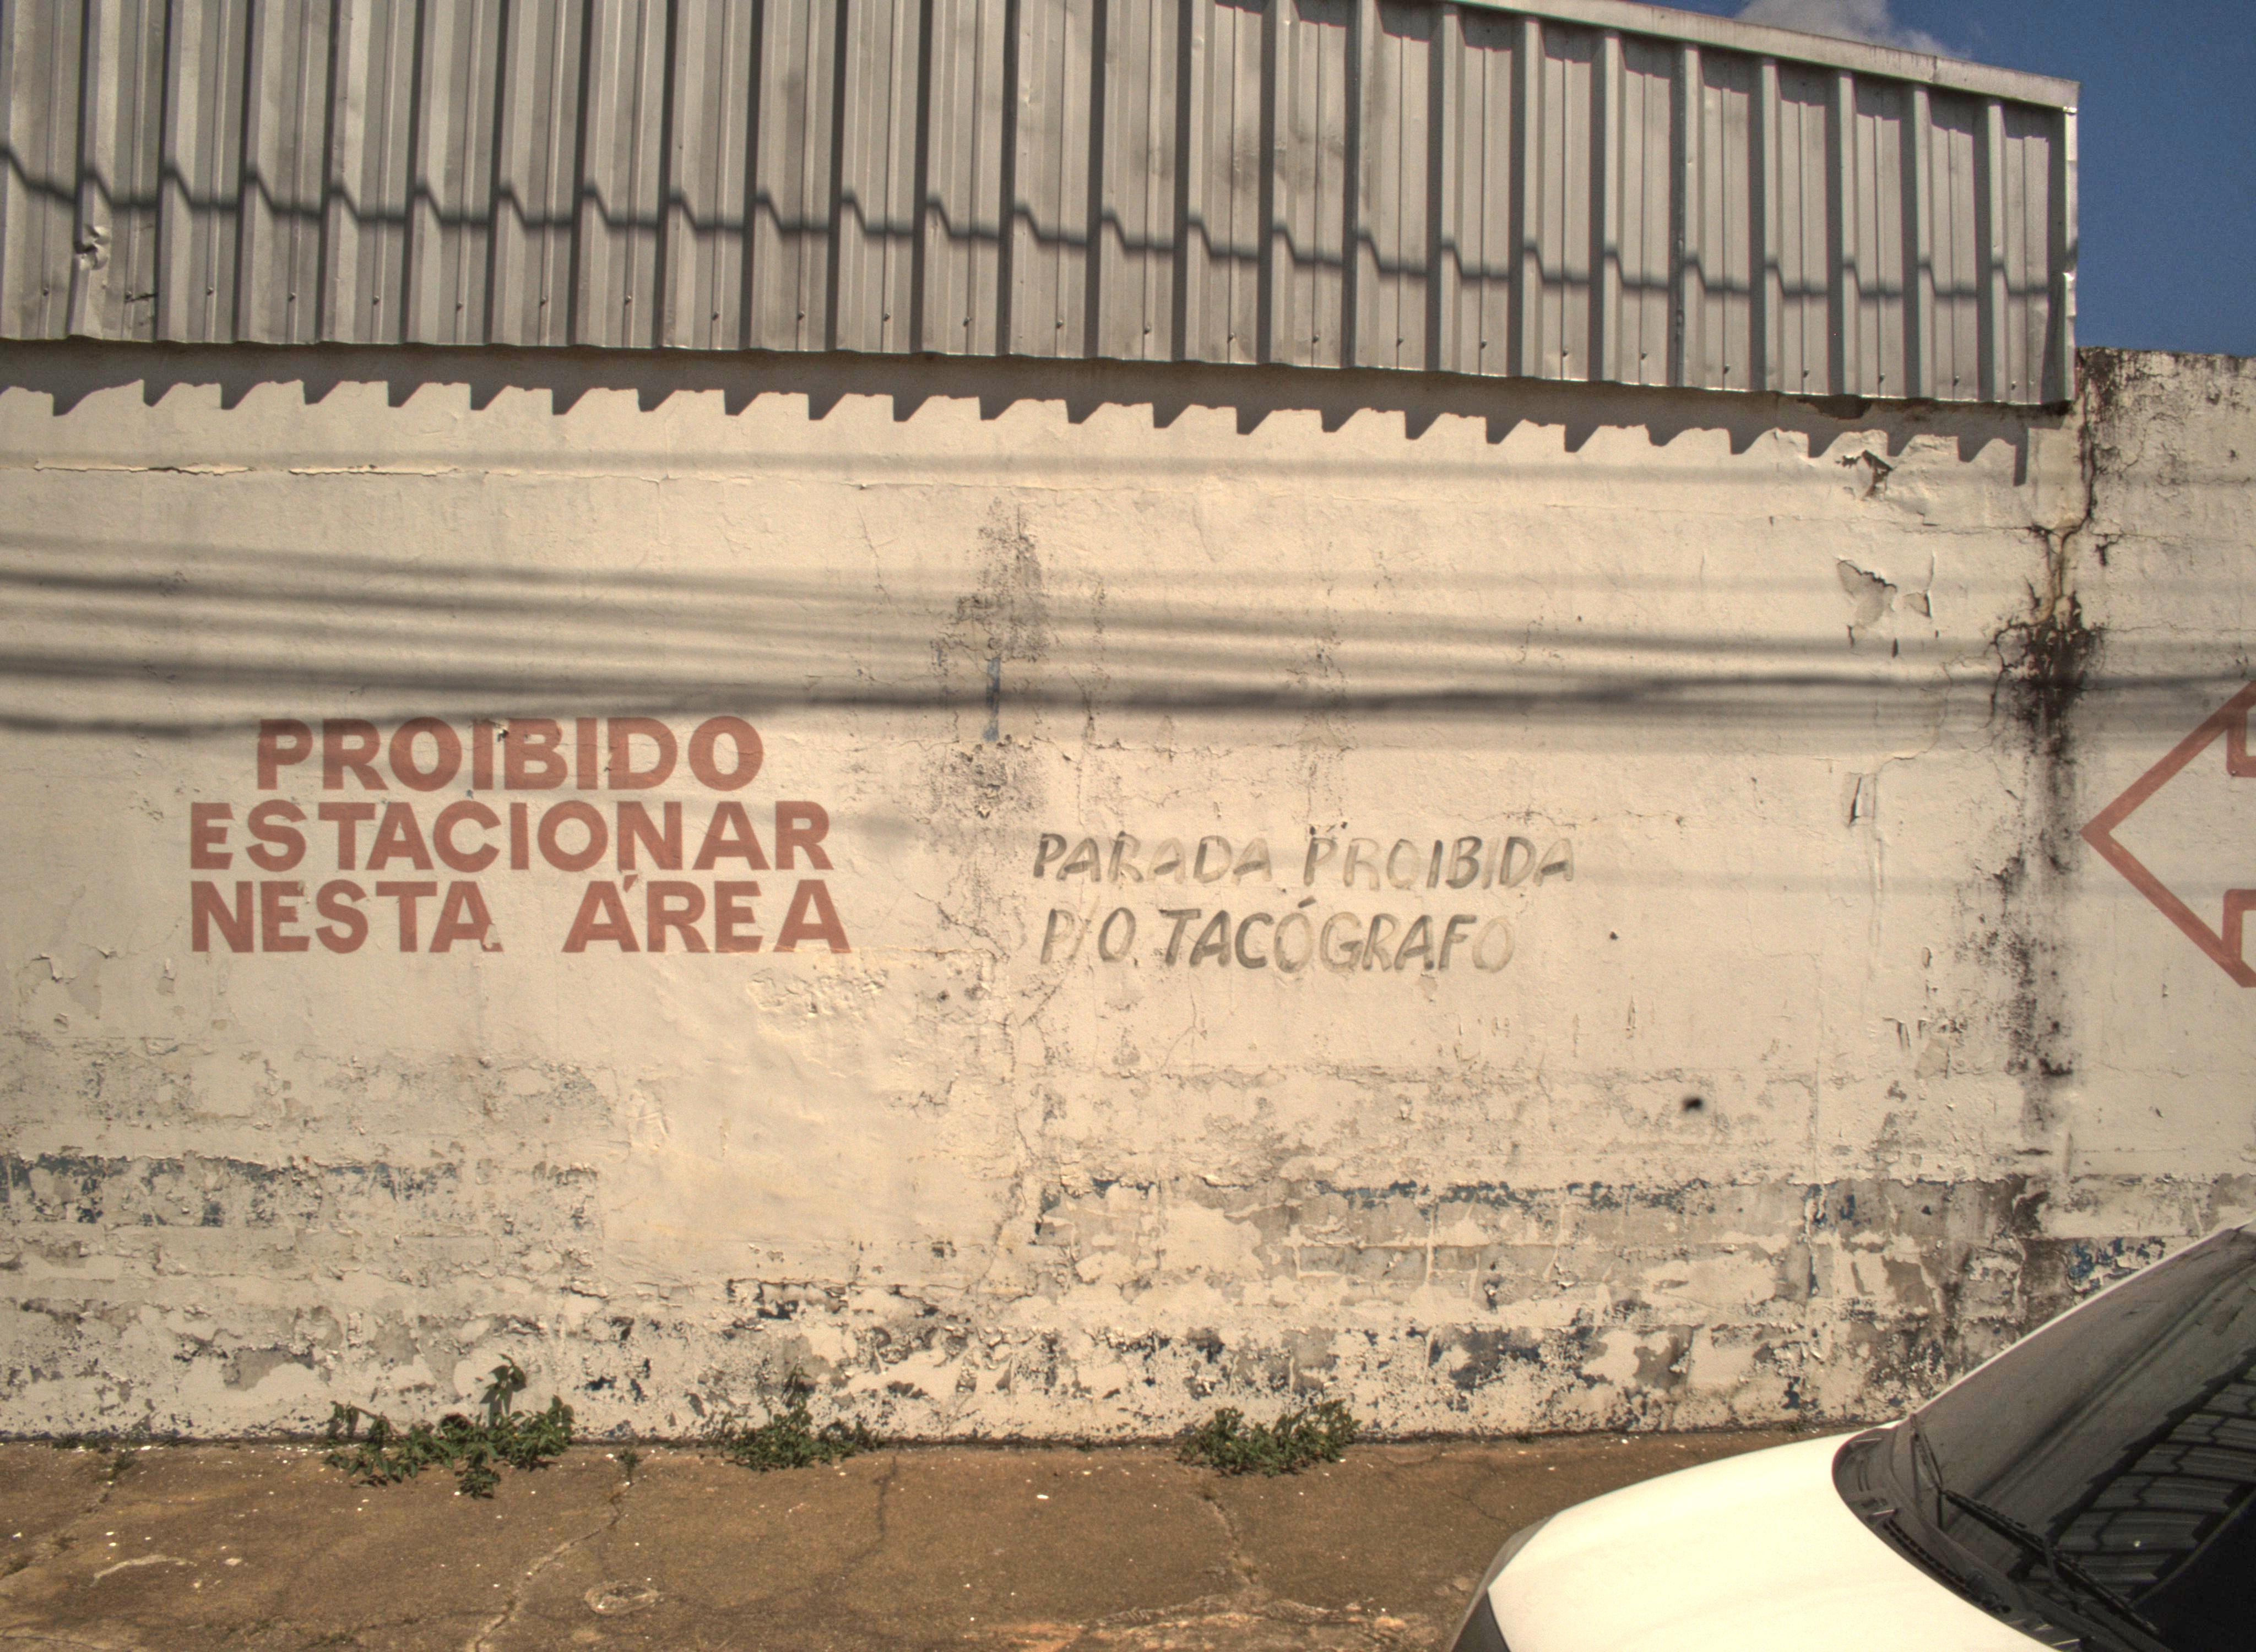 PROIBIDO
ESTACIONAR
NESTA ÁREA
PARADA PROIBIDA
P/O TACÓGRAFO